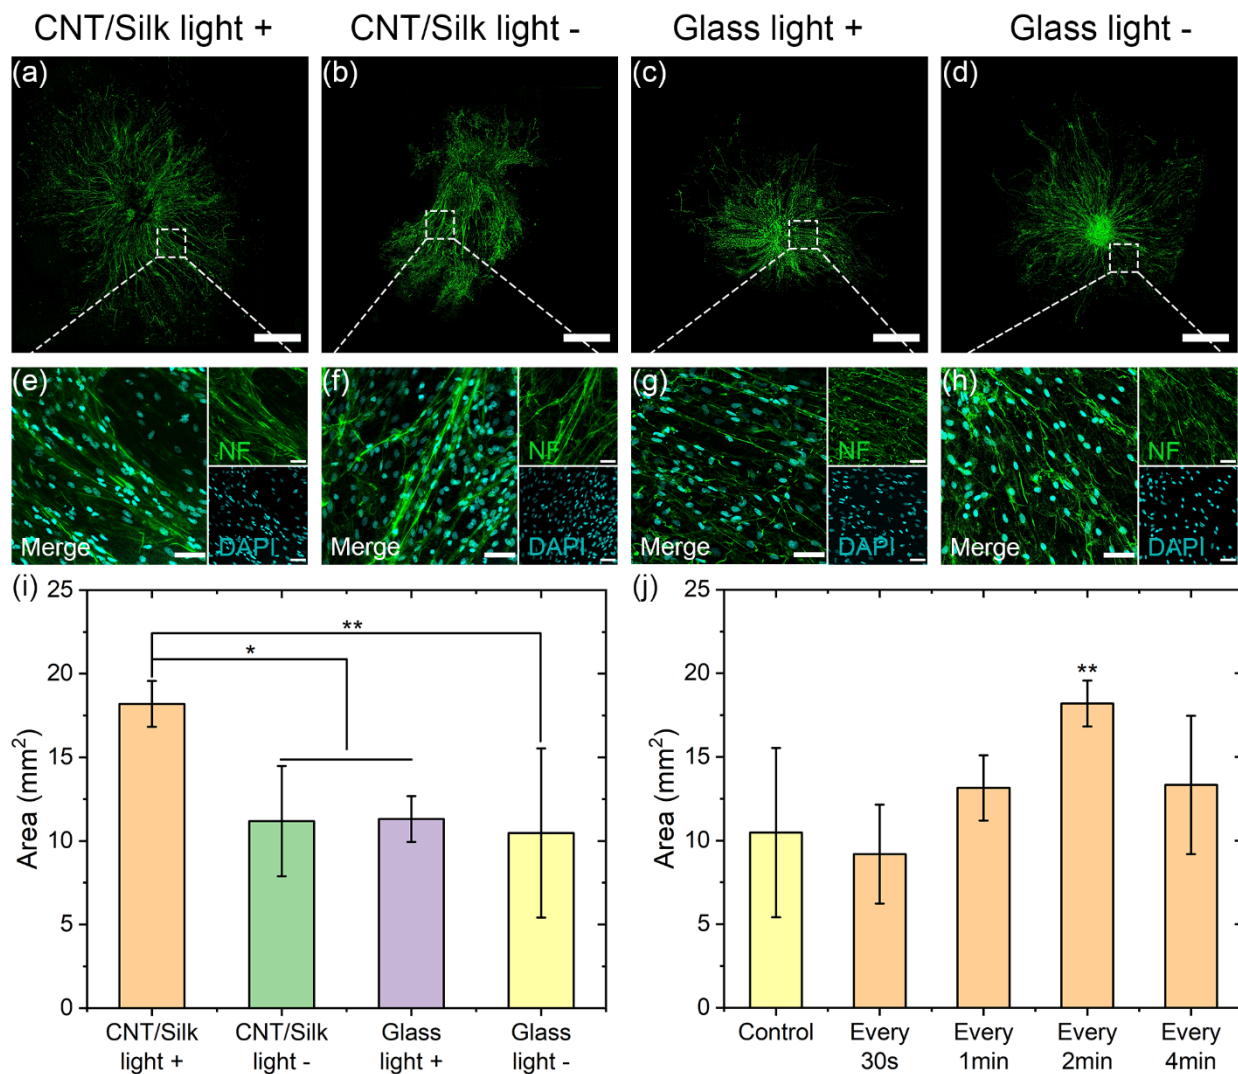 CNT/Silk light + CNT/Silk light - Glass light + Glass light -
(a) (b) (c) (d)
(e) (f) (g) (h)
NF NF NF NF
Merge DAPI Merge DAPI Merge DAPI Merge DAPI
(i)
25
20
15
10
5
0
Area (mm²)
**
*
CNT/Silk CNT/Silk Glass Glass
light + light - light + light -
(j)
25
20
15
10
5
0
Area (mm²)
**
Control Every Every Every Every
30s 1min 2min 4min